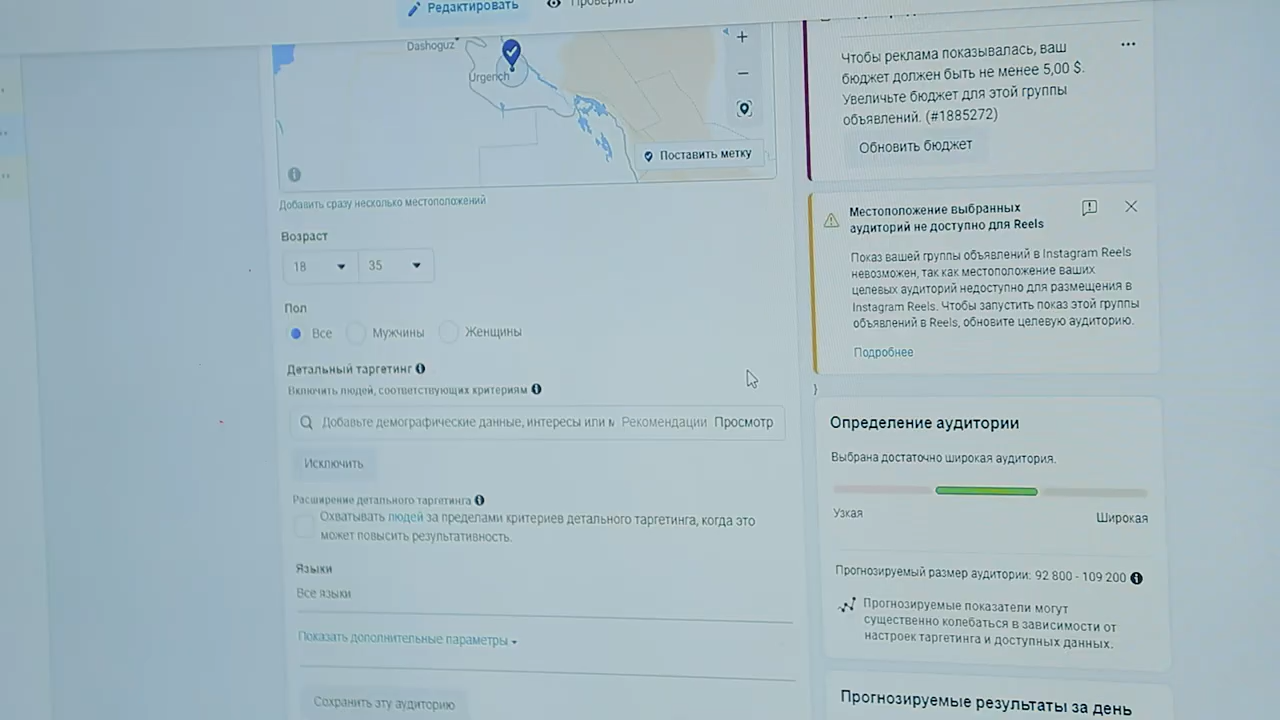 Редактировать
Проверить
Dashoguz
Urgench
Поставить метку
Добавить сразу несколько местоположений
Возраст
18 35
Пол
Все Мужчины Женщины
Детальный таргетинг
Включить людей, соответствующих критериям
Добавьте демографические данные, интересы или м Рекомендации Просмотр
Исключить
Расширение детального таргетинга
Охватывать людей за пределами критериев детального таргетинга, когда это
может повысить результативность.
Языки
Все языки
Показать дополнительные параметры
Сохранить эту аудиторию
Чтобы реклама показывалась, ваш
бюджет должен быть не менее 5,00 $.
Увеличьте бюджет для этой группы
объявлений. (#1885272)
Обновить бюджет
Местоположение выбранных
аудиторий не доступно для Reels
Показ вашей группы объявлений в Instagram Reels
невозможен, так как местоположение ваших
целевых аудиторий недоступно для размещения в
Instagram Reels. Чтобы запустить показ этой группы
объявлений в Reels, обновите целевую аудиторию.
Подробнее
}
Определение аудитории
Выбрана достаточно широкая аудитория.
Узкая
Широкая
Прогнозируемый размер аудитории: 92 800 - 109 200
Прогнозируемые показатели могут
существенно колебаться в зависимости от
настроек таргетинга и доступных данных.
Прогнозируемые результаты за день